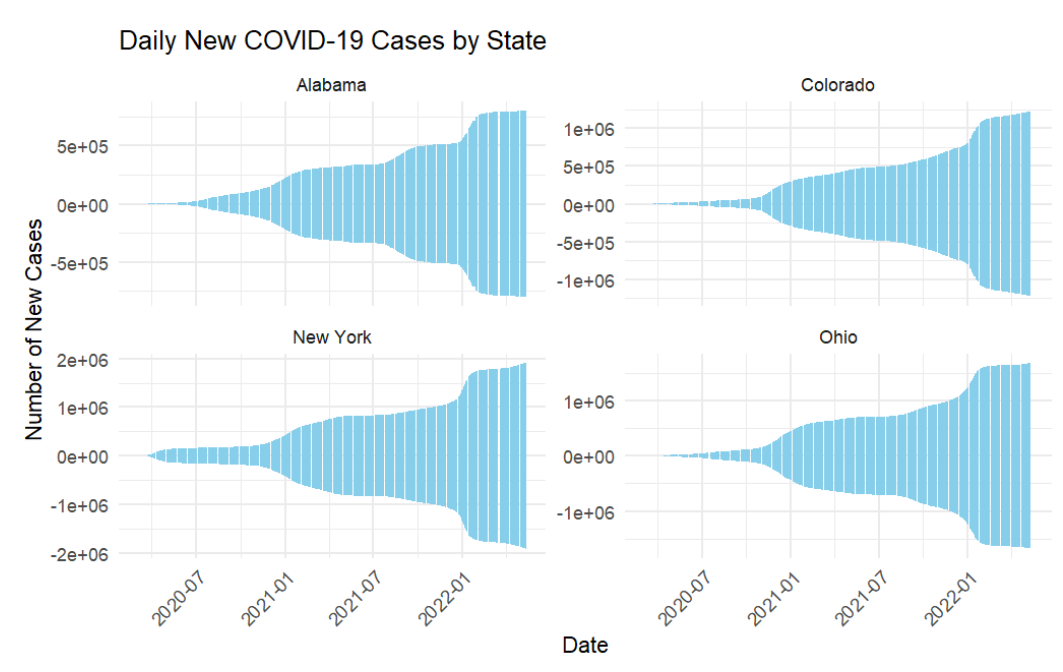 Daily New COVID-19 Cases by State
Alabama
Colorado
5e+05
0e+00
-5e+05
1e+06
5e+05
0e+00
-5e+05
-1e+06
Number of New Cases
New York
Ohio
2e+06
1e+06
0e+00
-1e+06
-2e+06
1e+06
0e+00
-1e+06
2020-07
2021-01
2021-07
2022-01
2020-07
2021-01
2021-07
2022-01
Date